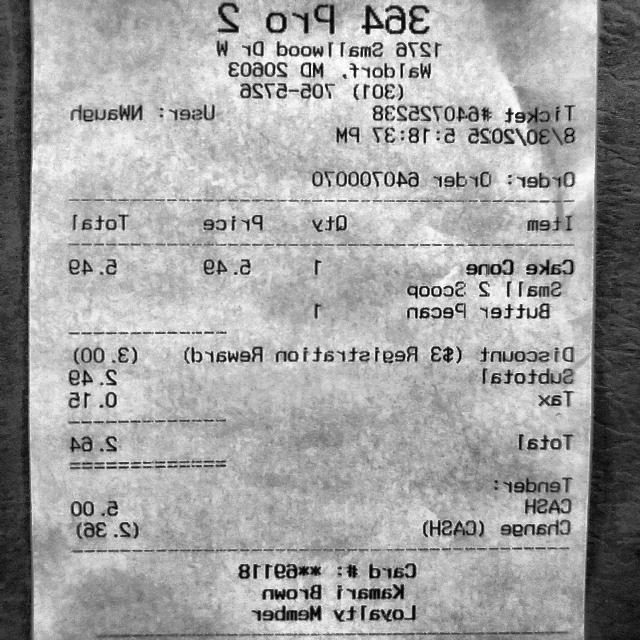 364 Pro 2
1276 Smallwood Dr W
Waldorf, MD 20603
(301) 705-5726
Ticket #640725238 User: NWaugh
8/30/2025 5:18:37 PM
Order: Order 640700070
Item Qty Price Total
Cake Cone 1 5.49 5.49
Small 2 Scoop
Butter Pecan 1
Discount ($3 Registration Reward) (3.00)
Subtotal 2.49
Tax 0.15
Total 2.64
Tender:
CASH 5.00
Change (CASH) (2.36)
Card #: **69118
Kamari Brown
Loyalty Member